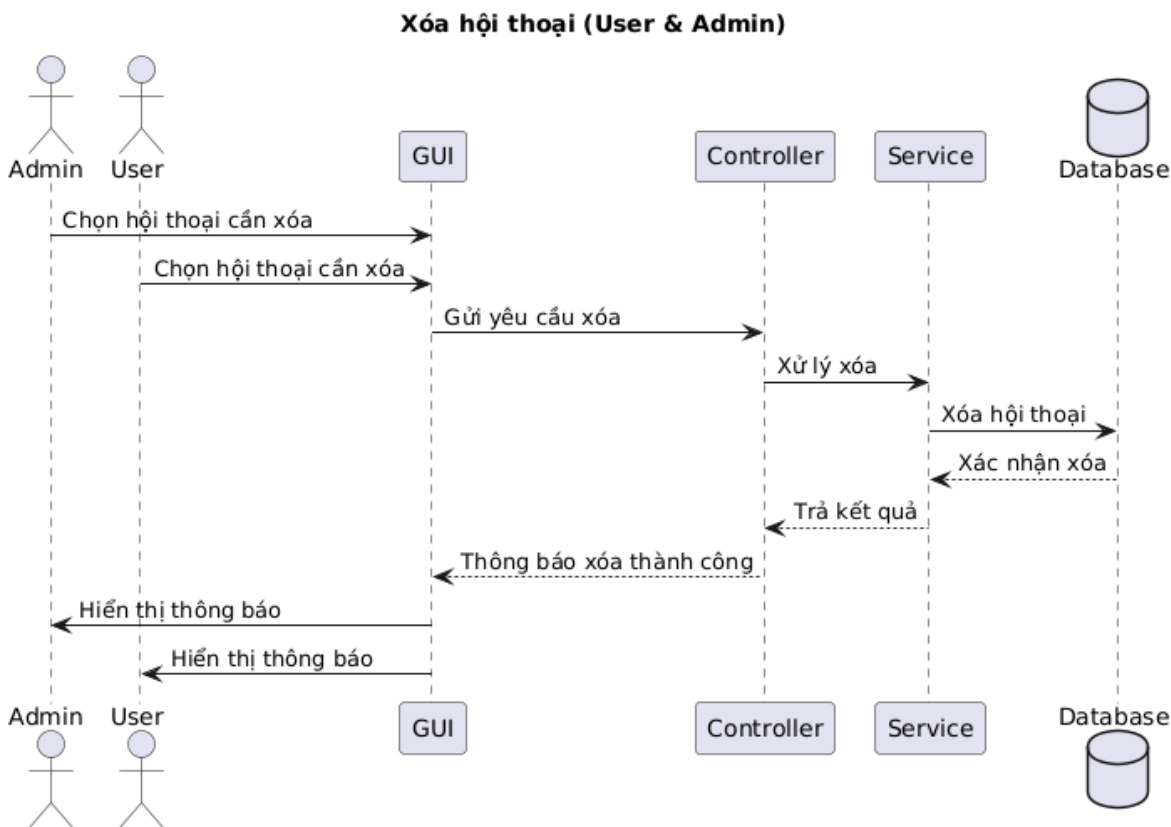 Xóa hội thoại (User & Admin)
Admin
User
GUI
Controller
Service
Database
Chọn hội thoại cần xóa
Chọn hội thoại cần xóa
Gửi yêu cầu xóa
Xử lý xóa
Xóa hội thoại
Xác nhận xóa
Trả kết quả
Thông báo xóa thành công
Hiển thị thông báo
Hiển thị thông báo
Admin
User
GUI
Controller
Service
Database